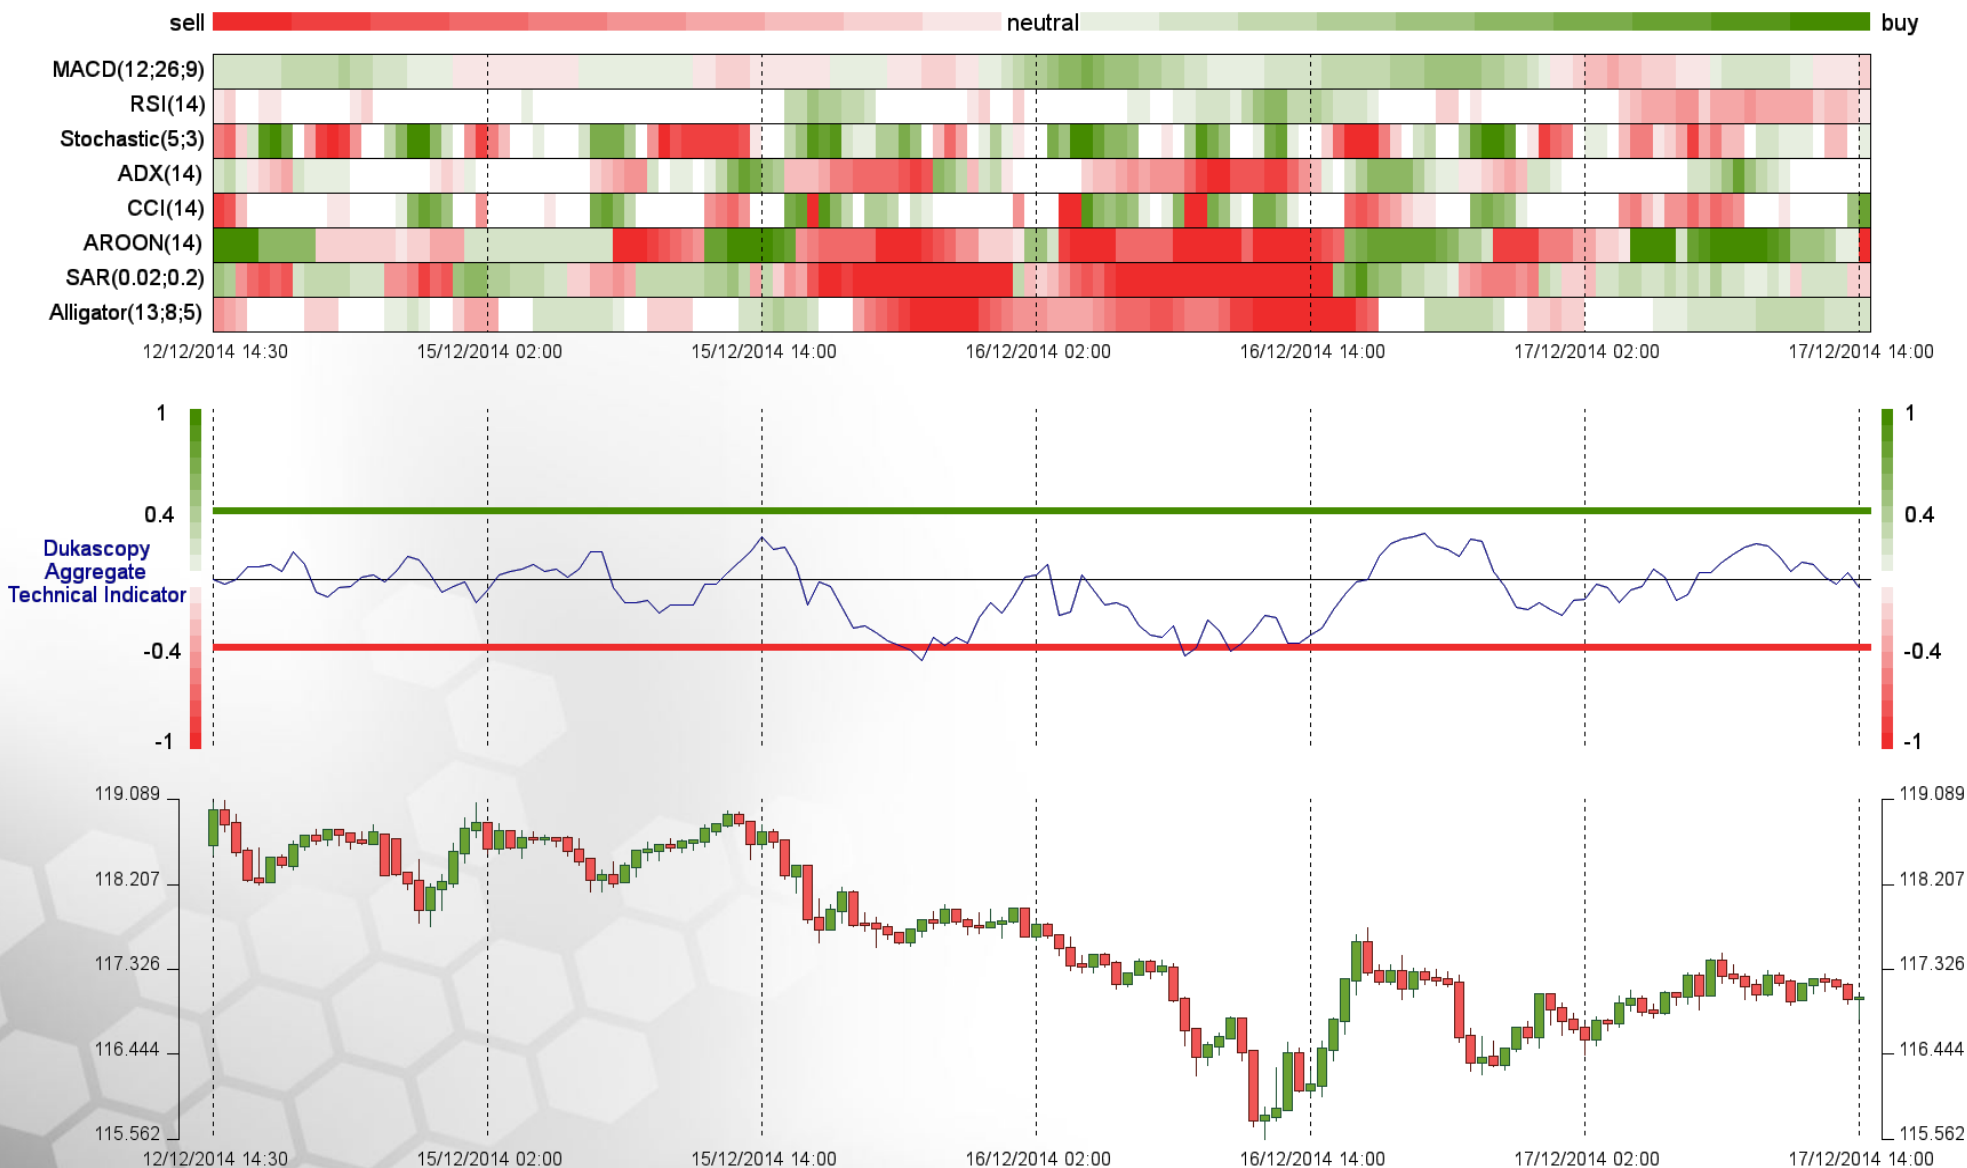 sell neutral buy
MACD(12;26;9)
RSI(14)
Stochastic(5;3)
ADX(14)
CCI(14)
AROON(14)
SAR(0.02;0.2)
Alligator(13;8;5)
12/12/2014 14:30 15/12/2014 02:00 15/12/2014 14:00 16/12/2014 02:00 16/12/2014 14:00 17/12/2014 02:00 17/12/2014 14:00
1 1
0.4 0.4
Dukascopy
Aggregate
Technical Indicator
-0.4 -0.4
-1 -1
119.089 119.089
118.207 118.207
117.326 117.326
116.444 116.444
115.562 115.562
12/12/2014 14:30 15/12/2014 02:00 15/12/2014 14:00 16/12/2014 02:00 16/12/2014 14:00 17/12/2014 02:00 17/12/2014 14:00